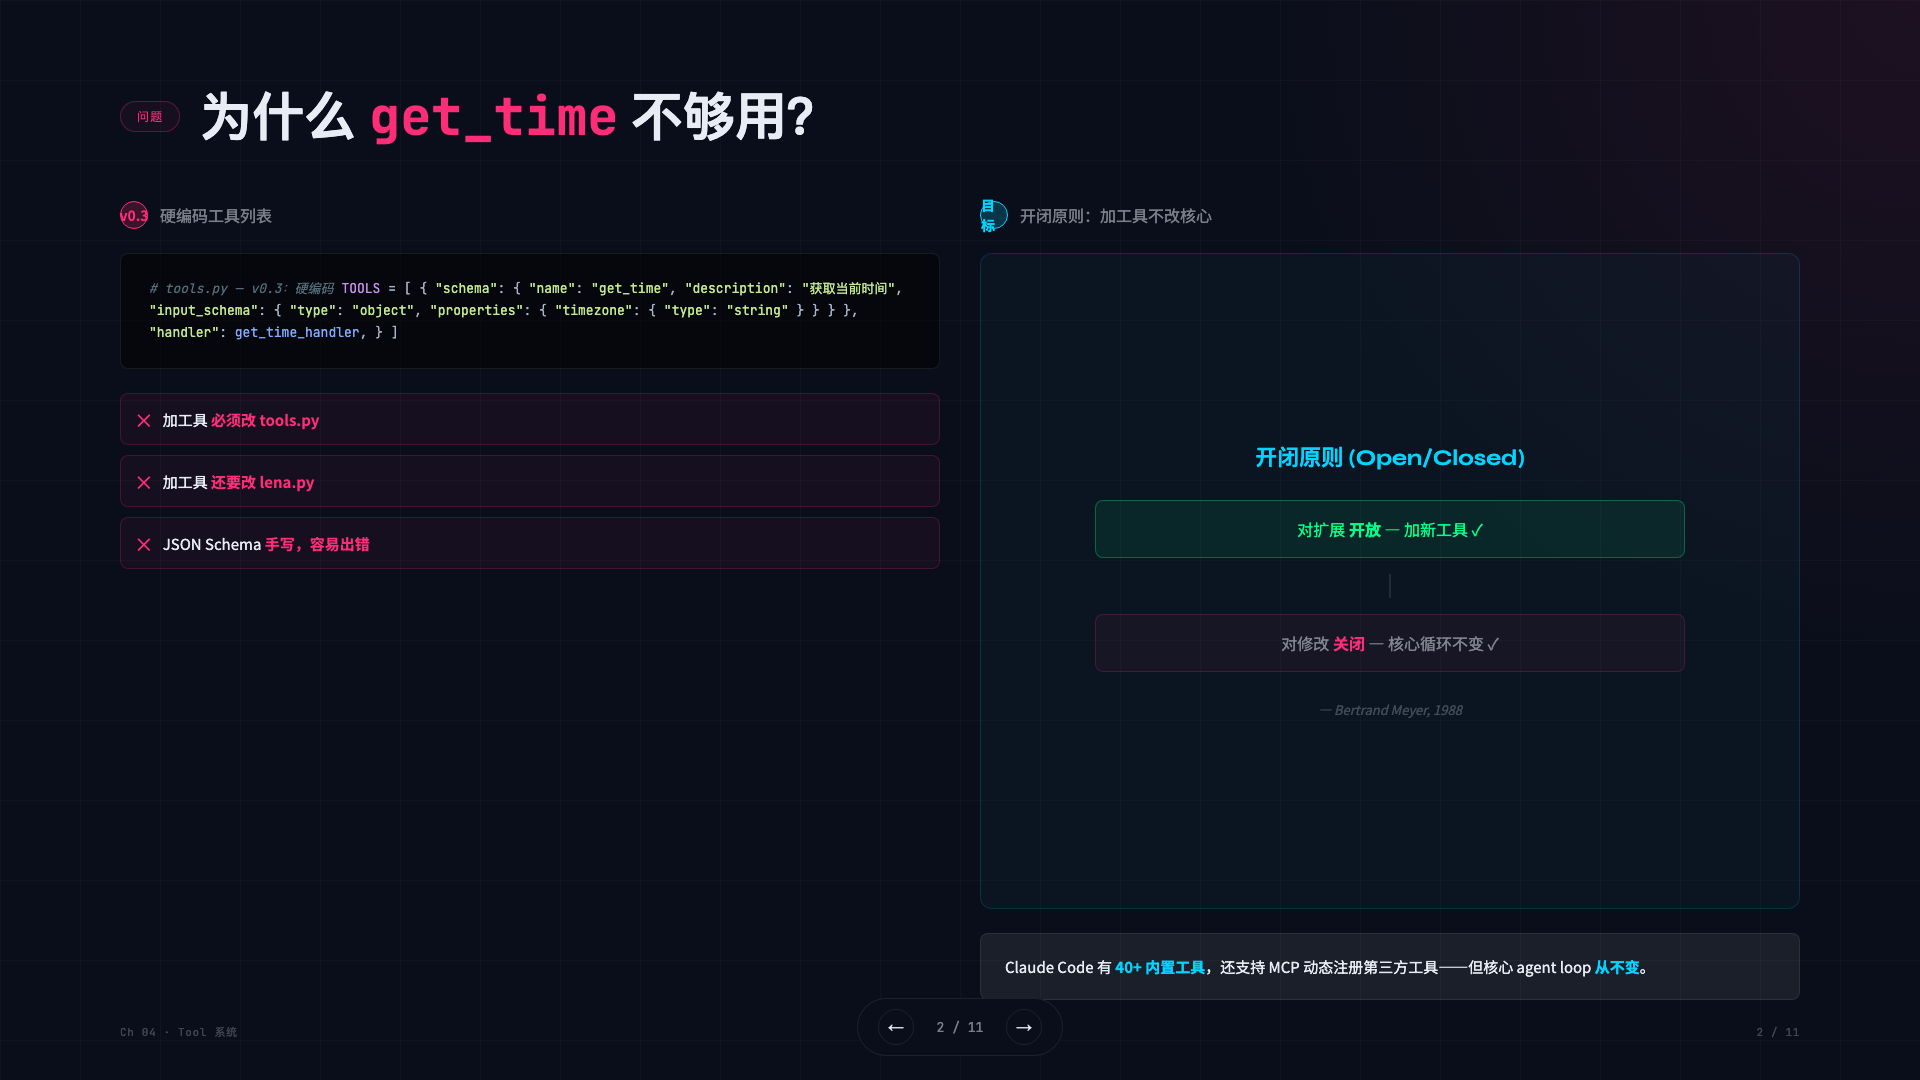 问题
为什么 get_time 不够用?
v0.3 硬编码工具列表
# tools.py — v0.3: 硬编码 TOOLS = [ { "schema": { "name": "get_time", "description": "获取当前时间",
"input_schema": { "type": "object", "properties": { "timezone": { "type": "string" } } } },
"handler": get_time_handler, } ]
✕ 加工具 必须改 tools.py
✕ 加工具 还要改 lena.py
✕ JSON Schema 手写，容易出错
目标
开闭原则：加工具不改核心
开闭原则 (Open/Closed)
对扩展 开放 — 加新工具 ✓
对修改 关闭 — 核心循环不变 ✓
— Bertrand Meyer, 1988
Claude Code 有 40+ 内置工具，还支持 MCP 动态注册第三方工具——但核心 agent loop 从不变。
Ch 04 · Tool 系统
← 2 / 11 →
2 / 11